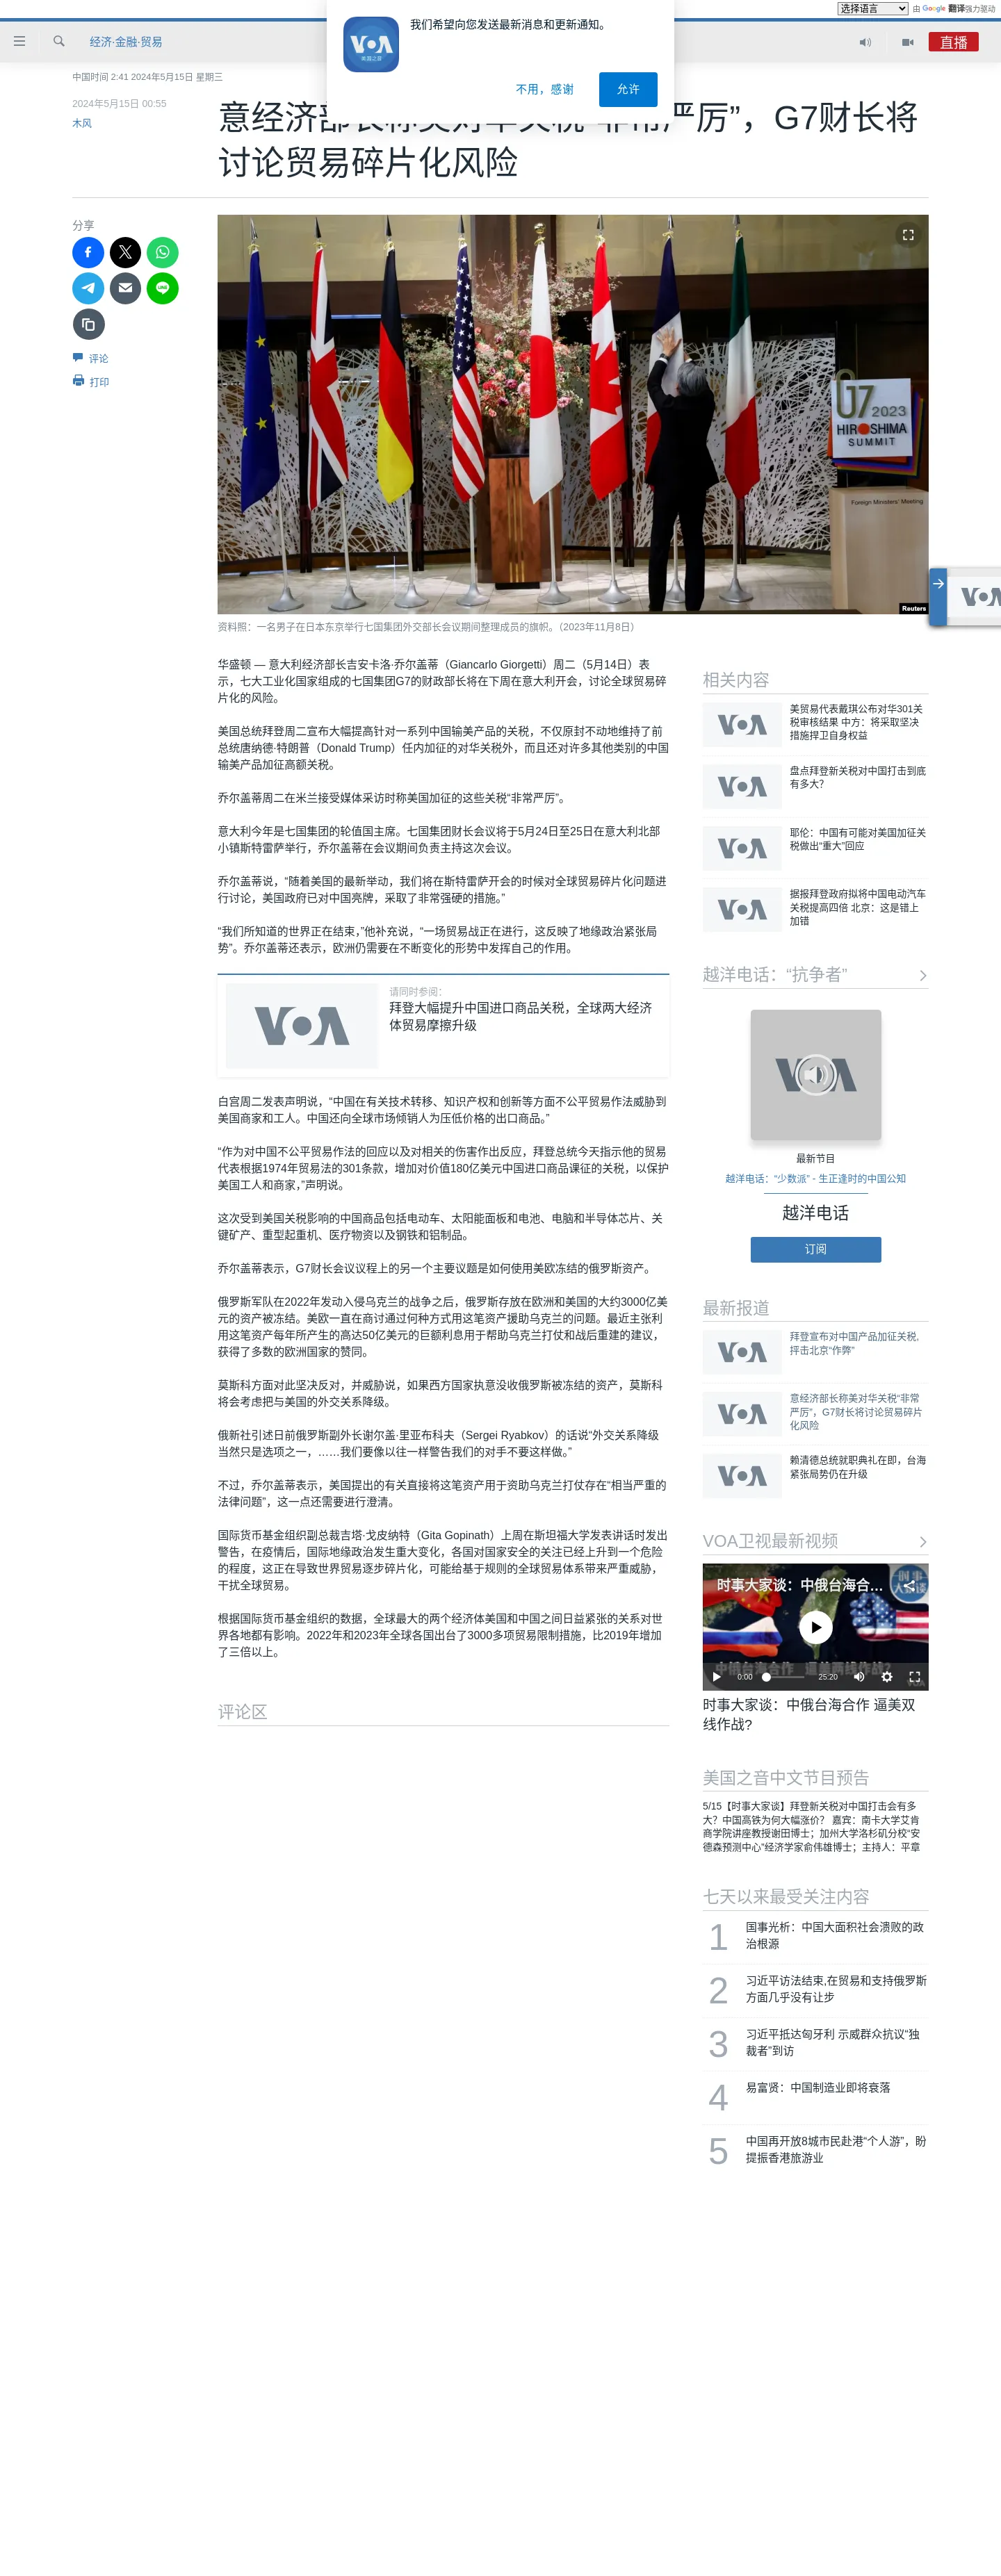 选择语言
由 Google 翻译强力驱动
我们希望向您发送最新消息和更新通知。
VOA
美国之音
不用，感谢
允许
经济·金融·贸易
直播
中国时间 2:41 2024年5月15日 星期三
2024年5月15日 00:55
木风
严厉”，G7财长将
讨论贸易碎片化风险
分享
评论
打印
2023
HIROSHIMA
SUMMIT
Foreign Ministers' Meeting
Reuters
资料照：一名男子在日本东京举行七国集团外交部长会议期间整理成员的旗帜。（2023年11月8日）
华盛顿 — 意大利经济部长吉安卡洛·乔尔盖蒂（Giancarlo Giorgetti）周二（5月14日）表
示，七大工业化国家组成的七国集团G7的财政部长将在下周在意大利开会，讨论全球贸易碎
片化的风险。
美国总统拜登周二宣布大幅提高针对一系列中国输美产品的关税，不仅原封不动地维持了前
总统唐纳德·特朗普（Donald Trump）任内加征的对华关税外，而且还对许多其他类别的中国
输美产品加征高额关税。
乔尔盖蒂周二在米兰接受媒体采访时称美国加征的这些关税“非常严厉”。
意大利今年是七国集团的轮值国主席。七国集团财长会议将于5月24日至25日在意大利北部
小镇斯特雷萨举行，乔尔盖蒂在会议期间负责主持这次会议。
乔尔盖蒂说，“随着美国的最新举动，我们将在斯特雷萨开会的时候对全球贸易碎片化问题进
行讨论，美国政府已对中国亮牌，采取了非常强硬的措施。”
“我们所知道的世界正在结束，”他补充说，“一场贸易战正在进行，这反映了地缘政治紧张局
势”。乔尔盖蒂还表示，欧洲仍需要在不断变化的形势中发挥自己的作用。
VOA
请同时参阅：
拜登大幅提升中国进口商品关税，全球两大经济
体贸易摩擦升级
白宫周二发表声明说，“中国在有关技术转移、知识产权和创新等方面不公平贸易作法威胁到
美国商家和工人。中国还向全球市场倾销人为压低价格的出口商品。”
“作为对中国不公平贸易作法的回应以及对相关的伤害作出反应，拜登总统今天指示他的贸易
代表根据1974年贸易法的301条款，增加对价值180亿美元中国进口商品课征的关税，以保护
美国工人和商家，”声明说。
这次受到美国关税影响的中国商品包括电动车、太阳能面板和电池、电脑和半导体芯片、关
键矿产、重型起重机、医疗物资以及钢铁和铝制品。
乔尔盖蒂表示，G7财长会议议程上的另一个主要议题是如何使用美欧冻结的俄罗斯资产。
俄罗斯军队在2022年发动入侵乌克兰的战争之后，俄罗斯存放在欧洲和美国的大约3000亿美
元的资产被冻结。美欧一直在商讨通过何种方式用这笔资产援助乌克兰的问题。最近主张利
用这笔资产每年所产生的高达50亿美元的巨额利息用于帮助乌克兰打仗和战后重建的建议，
获得了多数的欧洲国家的赞同。
莫斯科方面对此坚决反对，并威胁说，如果西方国家执意没收俄罗斯被冻结的资产，莫斯科
将会考虑把与美国的外交关系降级。
俄新社引述日前俄罗斯副外长谢尔盖·里亚布科夫（Sergei Ryabkov）的话说“外交关系降级
当然只是选项之一，……我们要像以往一样警告我们的对手不要这样做。”
不过，乔尔盖蒂表示，美国提出的有关直接将这笔资产用于资助乌克兰打仗存在“相当严重的
法律问题”，这一点还需要进行澄清。
国际货币基金组织副总裁吉塔·戈皮纳特（Gita Gopinath）上周在斯坦福大学发表讲话时发出
警告，在疫情后，国际地缘政治发生重大变化，各国对国家安全的关注已经上升到一个危险
的程度，这正在导致世界贸易逐步碎片化，可能给基于规则的全球贸易体系带来严重威胁，
干扰全球贸易。
根据国际货币基金组织的数据，全球最大的两个经济体美国和中国之间日益紧张的关系对世
界各地都有影响。2022年和2023年全球各国出台了3000多项贸易限制措施，比2019年增加
了三倍以上。
评论区
相关内容
美贸易代表戴琪公布对华301关
税审核结果 中方：将采取坚决
措施捍卫自身权益
盘点拜登新关税对中国打击到底
有多大？
耶伦：中国有可能对美国加征关
税做出“重大”回应
据报拜登政府拟将中国电动汽车
关税提高四倍 北京：这是错上
加错
越洋电话：“抗争者”
最新节目
越洋电话：“少数派” - 生正逢时的中国公知
越洋电话
订阅
最新报道
拜登宣布对中国产品加征关税，
抨击北京“作弊”
意经济部长称美对华关税“非常
严厉”，G7财长将讨论贸易碎片
化风险
赖清德总统就职典礼在即，台海
紧张局势仍在升级
VOA卫视最新视频
时事大家谈：中俄台海合…
0:00
25:20
时事大家谈：中俄台海合作 逼美双
线作战?
美国之音中文节目预告
5/15【时事大家谈】拜登新关税对中国打击会有多
大？中国高铁为何大幅涨价？ 嘉宾：南卡大学艾肯
商学院讲座教授谢田博士；加州大学洛杉矶分校“安
德森预测中心”经济学家俞伟雄博士；主持人：平章
七天以来最受关注内容
1
国事光析：中国大面积社会溃败的政
治根源
2
习近平访法结束,在贸易和支持俄罗斯
方面几乎没有让步
3
习近平抵达匈牙利 示威群众抗议“独
裁者”到访
4
易富贤：中国制造业即将衰落
5
中国再开放8城市民赴港“个人游”，盼
提振香港旅游业